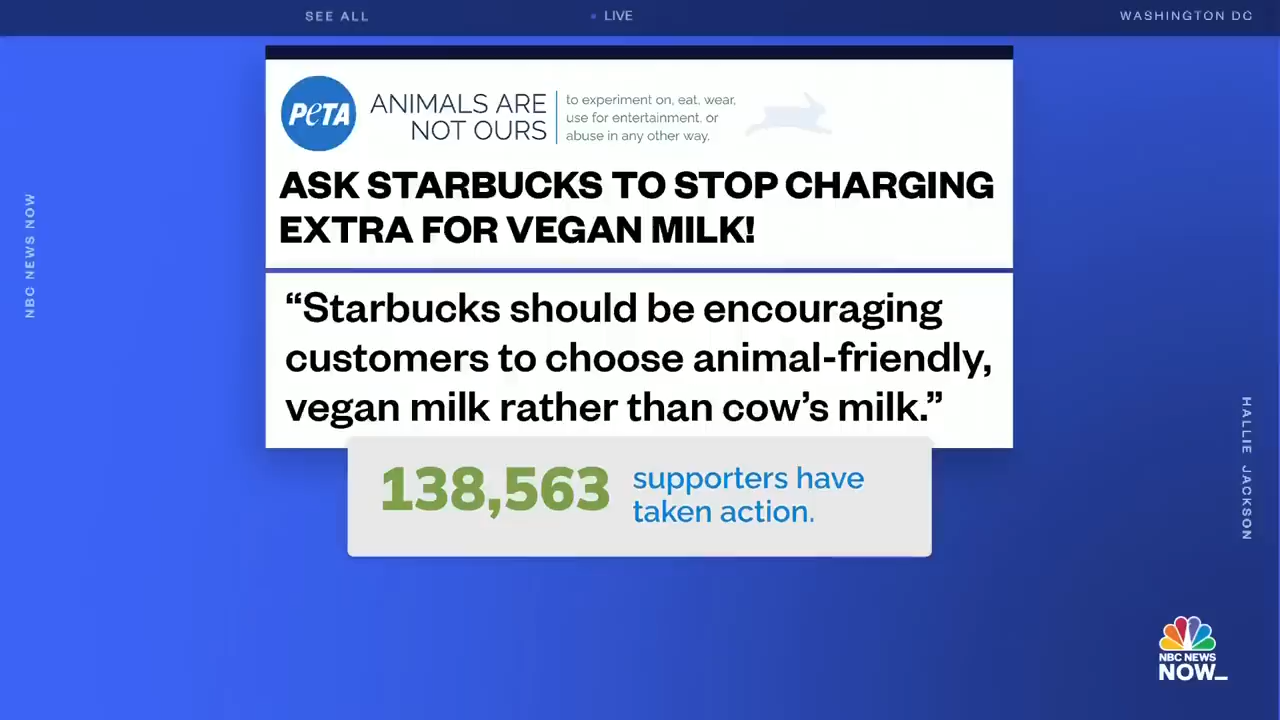 SEE ALL
LIVE
WASHINGTON DC
NBC NEWS NOW
PeTA
ANIMALS ARE
NOT OURS
to experiment on, eat, wear,
use for entertainment, or
abuse in any other way.
ASK STARBUCKS TO STOP CHARGING
EXTRA FOR VEGAN MILK!
“Starbucks should be encouraging
customers to choose animal-friendly,
vegan milk rather than cow’s milk.”
138,563
supporters have
taken action.
HALLIE JACKSON
NBC NEWS
NOW_